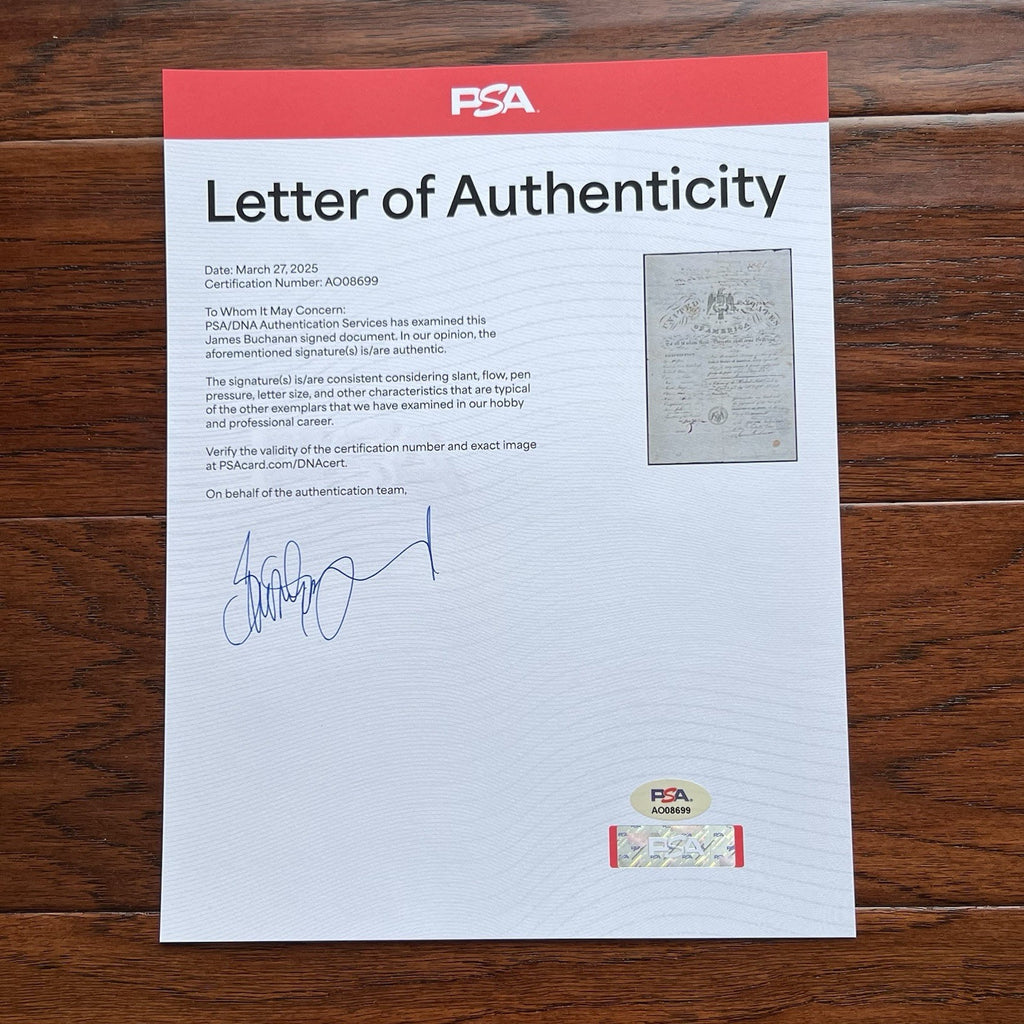 PSA
Letter of Authenticity
Date: March 27, 2025
Certification Number: AO08699
To Whom It May Concern:
PSA/DNA Authentication Services has examined this
James Buchanan signed document. In our opinion, the
aforementioned signature(s) is/are authentic.
The signature(s) is/are consistent considering slant, flow, pen
pressure, letter size, and other characteristics that are typical
of the other exemplars that we have examined in our hobby
and professional career.
Verify the validity of the certification number and exact image
at PSAcard.com/DNAcert.
On behalf of the authentication team,
UNITED STATES
OF AMERICA
PSA
AO08699
PSA